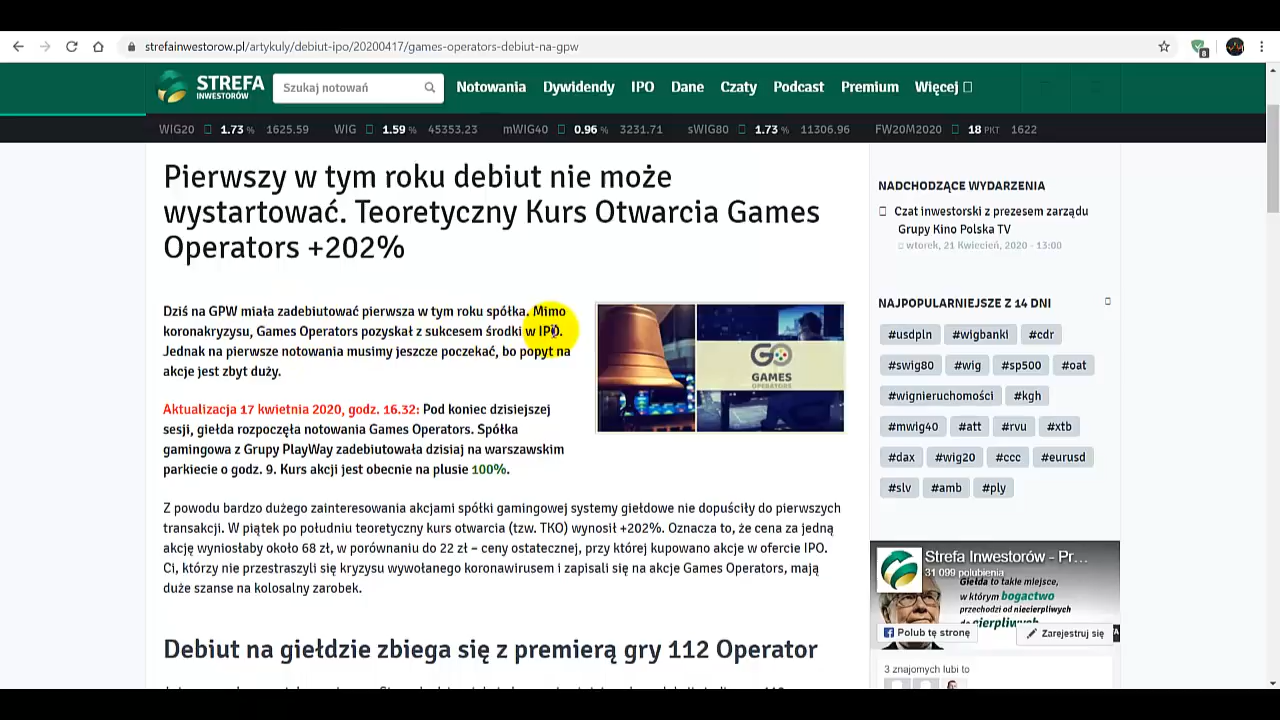 strefainwestorow.pl/artykuly/debiut-ipo/20200417/games-operators-debiut-na-gpw
8
STREFA
INWESTORÓW
Szukaj notowań
Notowania Dywidendy IPO Dane Czaty Podcast Premium Więcej
WIG20 1.73 % 1625.59 WIG 1.59 % 45353.23 mWIG40 0.96 % 3231.71 sWIG80 1.73 % 11306.96 FW20M2020 18 PKT 1622
Pierwszy w tym roku debiut nie może
wystartować. Teoretyczny Kurs Otwarcia Games
Operators +202%
Dziś na GPW miała zadebiutować pierwsza w tym roku spółka. Mimo
koronakryzysu, Games Operators pozyskał z sukcesem środki w IPO.
Jednak na pierwsze notowania musimy jeszcze poczekać, bo popyt na
akcje jest zbyt duży.
GO
GAMES
OPERATORS
Aktualizacja 17 kwietnia 2020, godz. 16.32: Pod koniec dzisiejszej
sesji, giełda rozpoczęła notowania Games Operators. Spółka
gamingowa z Grupy PlayWay zadebiutowała dzisiaj na warszawskim
parkiecie o godz. 9. Kurs akcji jest obecnie na plusie 100%.
Z powodu bardzo dużego zainteresowania akcjami spółki gamingowej systemy giełdowe nie dopuściły do pierwszych
transakcji. W piątek po południu teoretyczny kurs otwarcia (tzw. TKO) wynosił +202%. Oznacza to, że cena za jedną
akcję wyniosłaby około 68 zł, w porównaniu do 22 zł – ceny ostatecznej, przy której kupowano akcje w ofercie IPO.
Ci, którzy nie przestraszyli się kryzysu wywołanego koronawirusem i zapisali się na akcje Games Operators, mają
duże szanse na kolosalny zarobek.
Debiut na giełdzie zbiega się z premierą gry 112 Operator
NADCHODZĄCE WYDARZENIA
Czat inwestorski z prezesem zarządu
Grupy Kino Polska TV
wtorek, 21 Kwiecień, 2020 - 13:00
NAJPOPULARNIEJSZE Z 14 DNI
#usdpln #wigbanki #cdr
#swig80 #wig #sp500 #oat
#wignieruchomości #kgh
#mwig40 #att #rvu #xtb
#dax #wig20 #ccc #eurusd
#slv #amb #ply
Strefa Inwestorów - Pr...
31 099 polubienia
Giełda to takie miejsce,
w którym bogactwo
przechodzi od niecierpliwych
do cierpliwych
Polub tę stronę
Zarejestruj się
3 znajomych lubi to